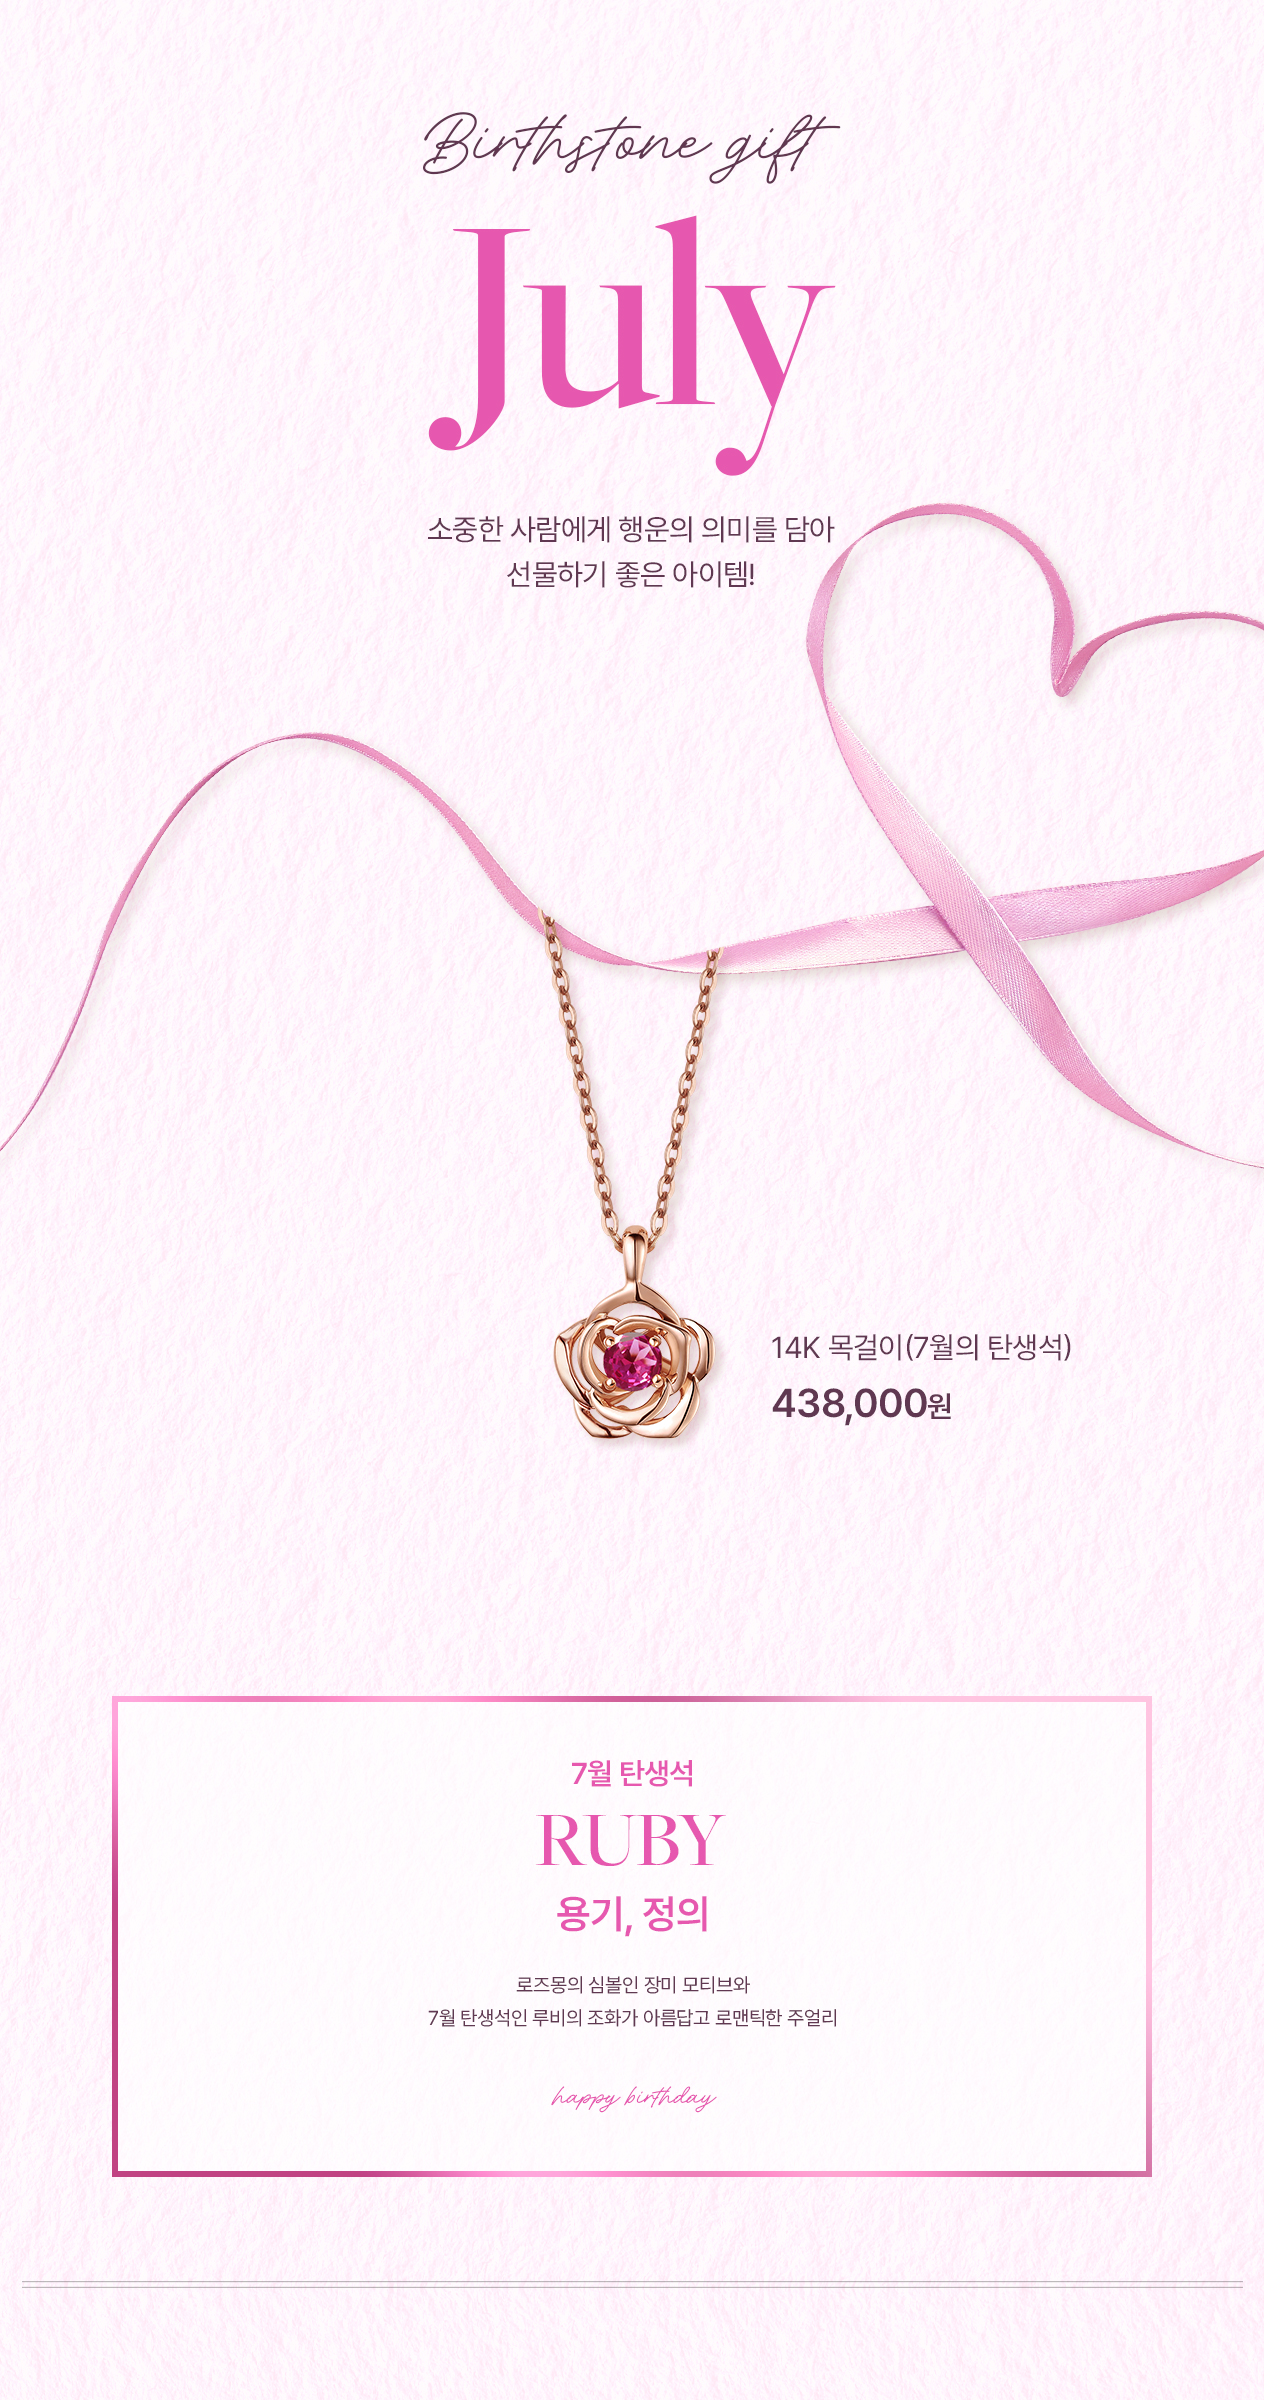 Birthstone gift
July
소중한 사람에게 행운의 의미를 담아
선물하기 좋은 아이템!
14K 목걸이(7월의 탄생석)
438,000원
7월 탄생석
RUBY
용기, 정의
로즈몽의 심볼인 장미 모티브와
7월 탄생석인 루비의 조화가 아름답고 로맨틱한 주얼리
happy birthday